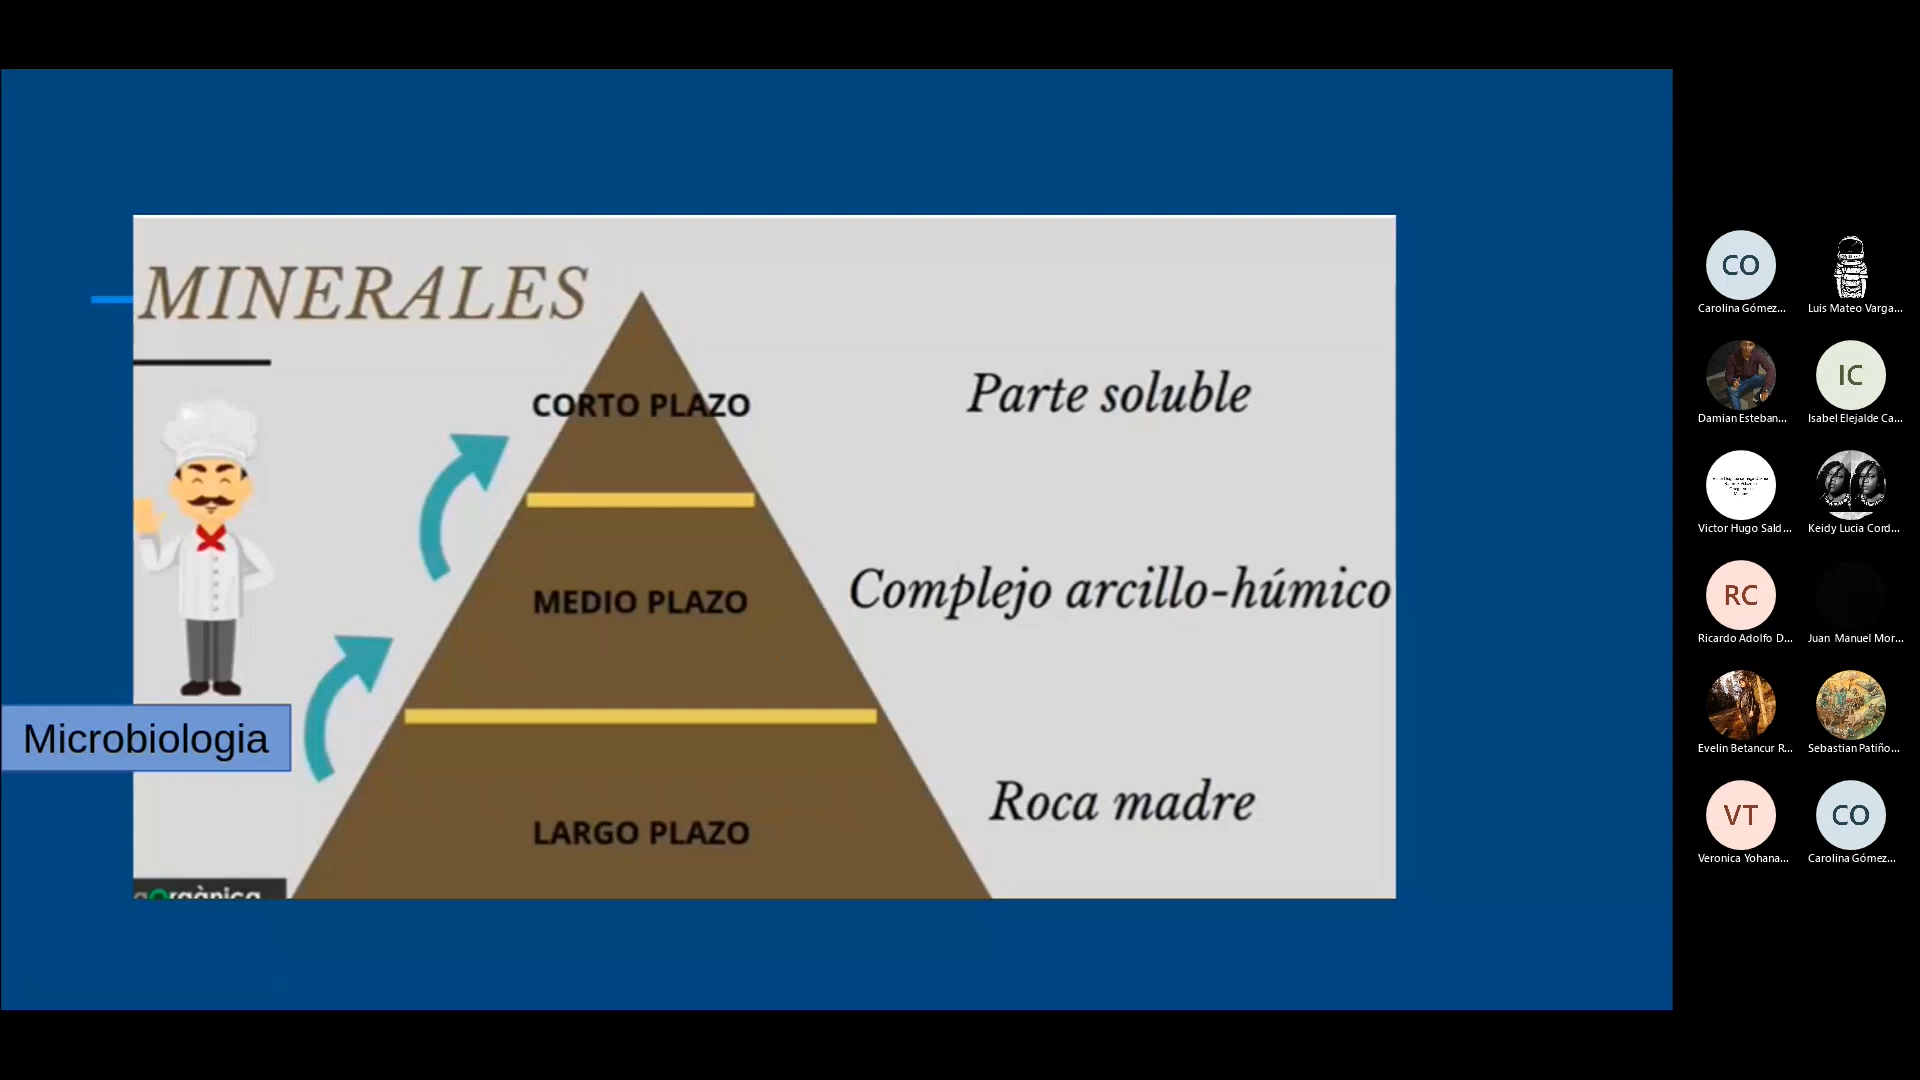 MINERALES
CORTO PLAZO
Parte soluble
MEDIO PLAZO
Complejo arcillo-húmico
Microbiologia
LARGO PLAZO
Roca madre
CO
Carolina Gómez...
Luis Mateo Varga...
Damian Esteban...
IC
Isabel Elejalde Ca...
Victor Hugo Sald...
Keidy Lucia Cord...
RC
Ricardo Adolfo D...
Juan Manuel Mor...
Evelin Betancur R...
Sebastian Patiño...
VT
Veronica Yohana...
CO
Carolina Gómez...